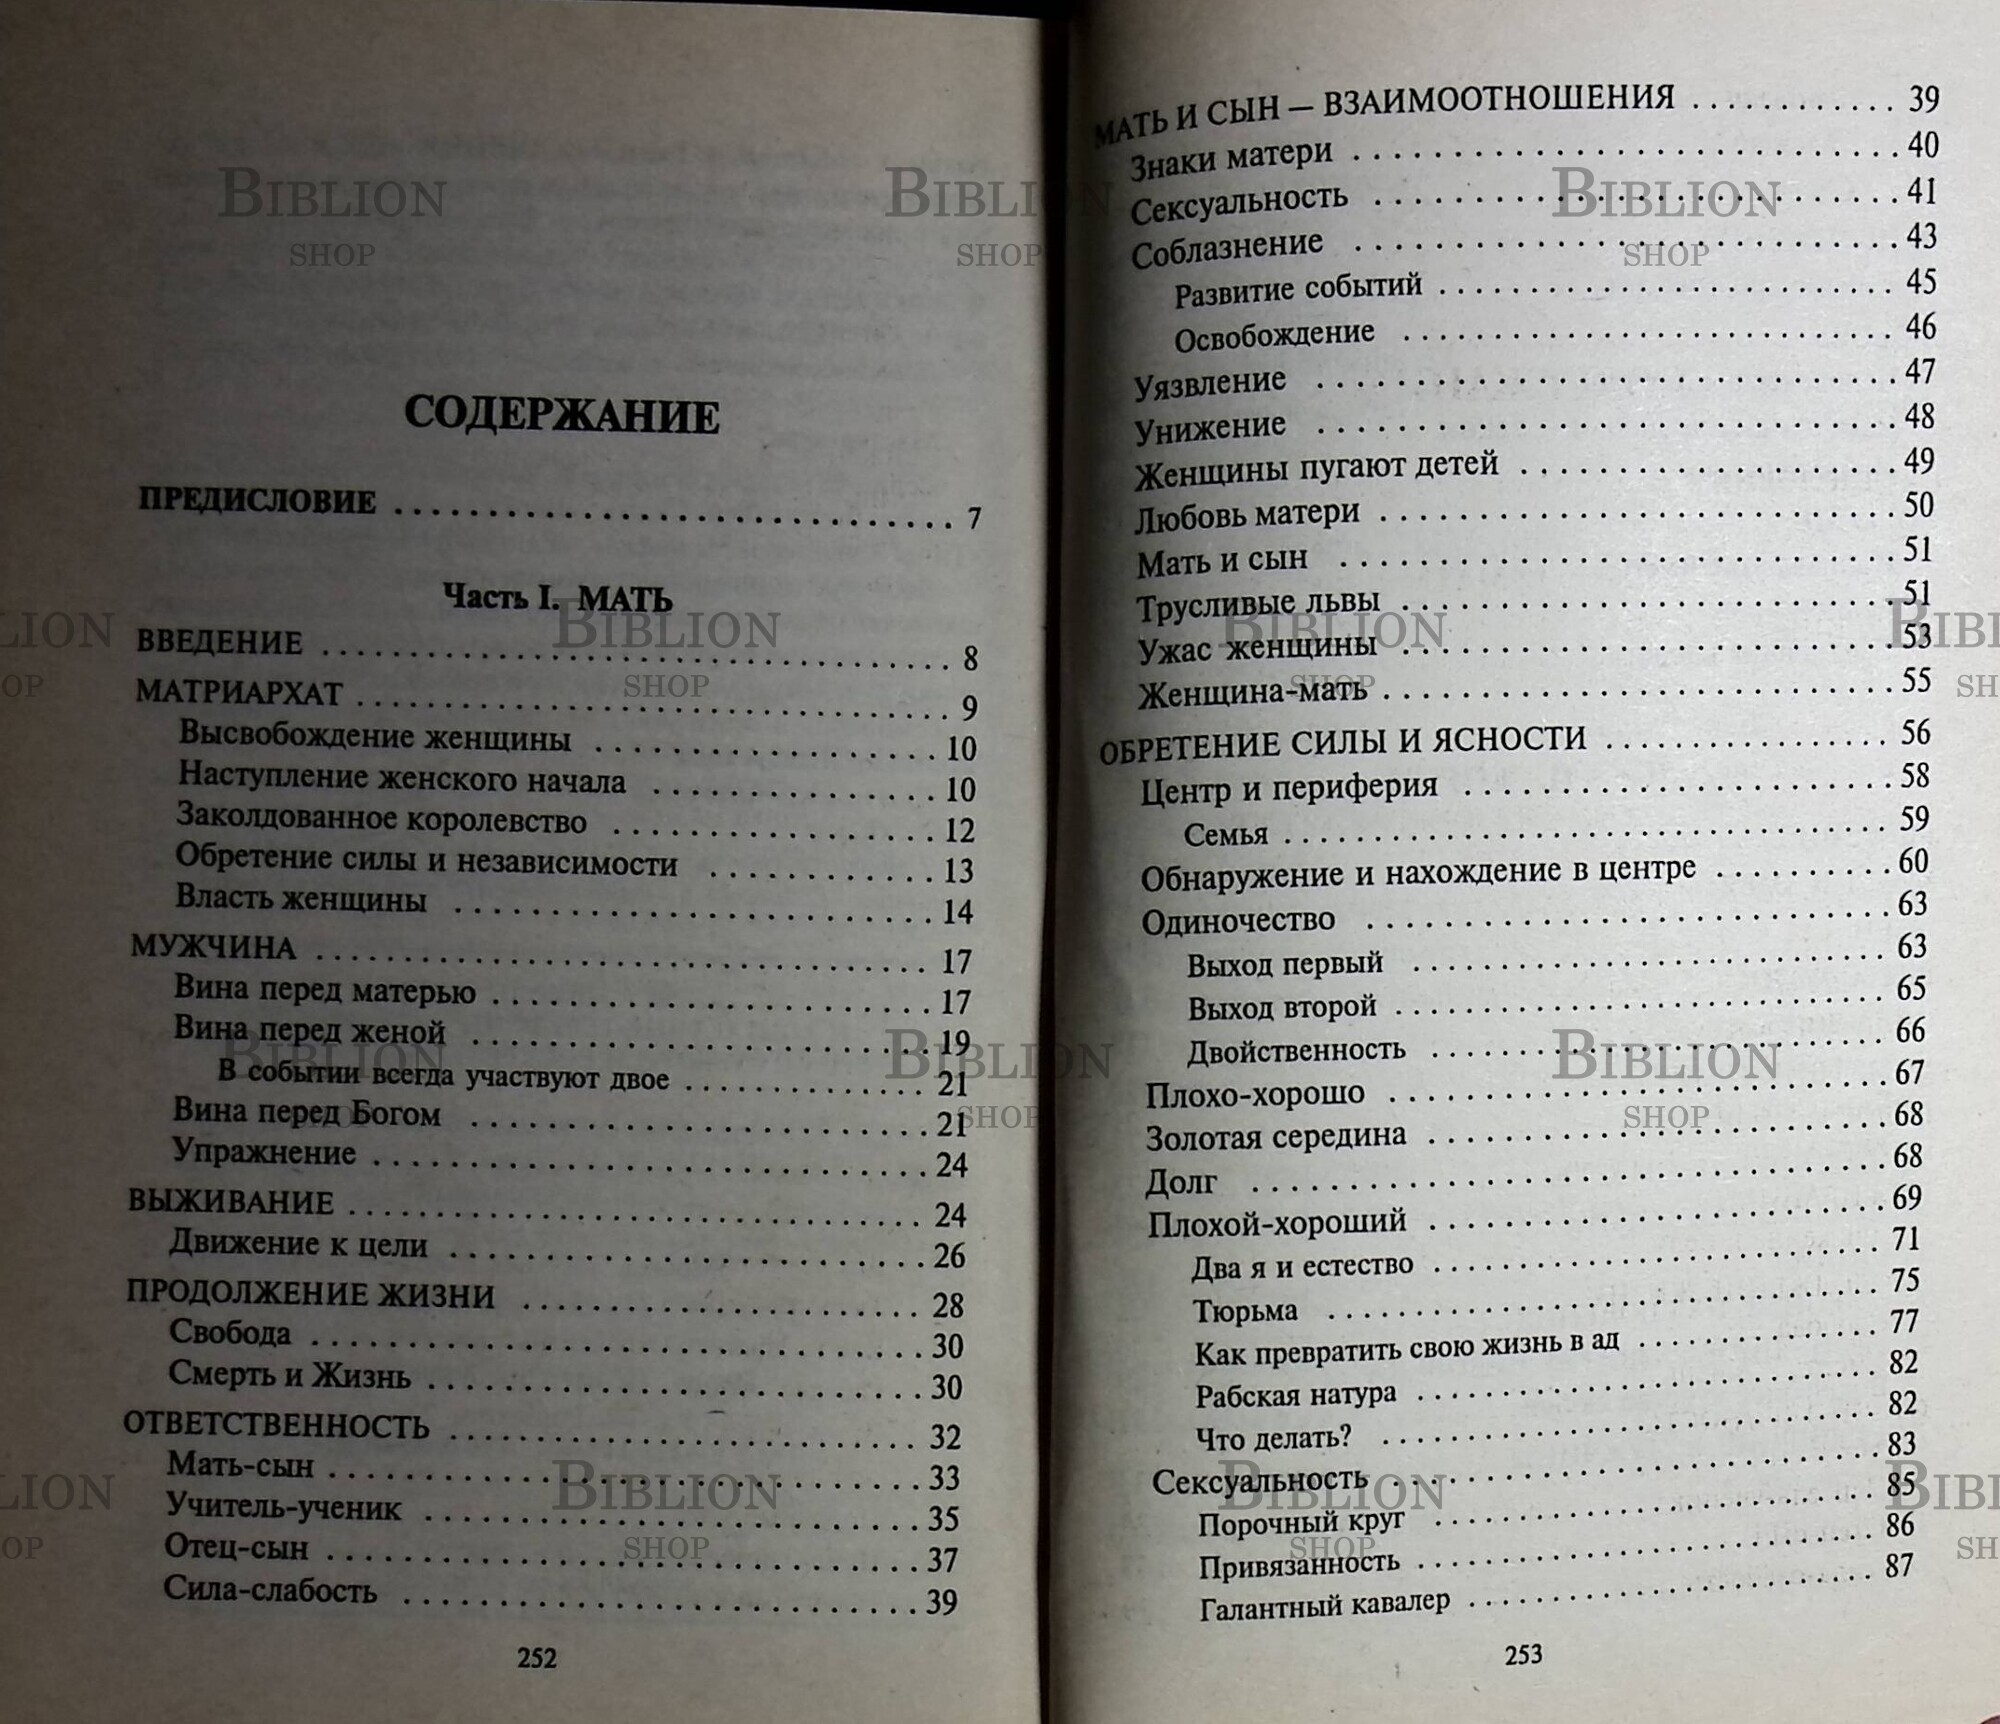 СОДЕРЖАНИЕ
ПРЕДИСЛОВИЕ . . . . . . . . . . 7
Часть I. МАТЬ
ВВЕДЕНИЕ . . . . . . . . . . 8
МАТРИАРХАТ . . . . . . . . . . 9
Высвобождение женщины . . . . . . . . . . 10
Наступление женского начала . . . . . . . . . . 10
Заколдованное королевство . . . . . . . . . . 12
Обретение силы и независимости . . . . . . . . . . 13
Власть женщины . . . . . . . . . . 14
МУЖЧИНА . . . . . . . . . . 17
Вина перед матерью . . . . . . . . . . 17
Вина перед женой . . . . . . . . . . 19
В событии всегда участвуют двое . . . . . . . . . . 21
Вина перед Богом . . . . . . . . . . 21
Упражнение . . . . . . . . . . 24
ВЫЖИВАНИЕ . . . . . . . . . . 24
Движение к цели . . . . . . . . . . 26
ПРОДОЛЖЕНИЕ ЖИЗНИ . . . . . . . . . . 28
Свобода . . . . . . . . . . 30
Смерть и Жизнь . . . . . . . . . . 30
ОТВЕТСТВЕННОСТЬ . . . . . . . . . . 32
Мать-сын . . . . . . . . . . 33
Учитель-ученик . . . . . . . . . . 35
Отец-сын . . . . . . . . . . 37
Сила-слабость . . . . . . . . . . 39
252
МАТЬ И СЫН — ВЗАИМООТНОШЕНИЯ . . . . . . . . . . 39
Знаки матери . . . . . . . . . . 40
Сексуальность . . . . . . . . . . 41
Соблазнение . . . . . . . . . . 43
Развитие событий . . . . . . . . . . 45
Освобождение . . . . . . . . . . 46
Уязвление . . . . . . . . . . 47
Унижение . . . . . . . . . . 48
Женщины пугают детей . . . . . . . . . . 49
Любовь матери . . . . . . . . . . 50
Мать и сын . . . . . . . . . . 51
Трусливые львы . . . . . . . . . . 51
Ужас женщины . . . . . . . . . . 53
Женщина-мать . . . . . . . . . . 55
ОБРЕТЕНИЕ СИЛЫ И ЯСНОСТИ . . . . . . . . . . 56
Центр и периферия . . . . . . . . . . 58
Семья . . . . . . . . . . 59
Обнаружение и нахождение в центре . . . . . . . . . . 60
Одиночество . . . . . . . . . . 63
Выход первый . . . . . . . . . . 63
Выход второй . . . . . . . . . . 65
Двойственность . . . . . . . . . . 66
Плохо-хорошо . . . . . . . . . . 67
Золотая середина . . . . . . . . . . 68
Долг . . . . . . . . . . 68
Плохой-хороший . . . . . . . . . . 69
Два я и естество . . . . . . . . . . 71
Тюрьма . . . . . . . . . . 75
Как превратить свою жизнь в ад . . . . . . . . . . 77
Рабская натура . . . . . . . . . . 82
Что делать? . . . . . . . . . . 82
Сексуальность . . . . . . . . . . 83
Порочный круг . . . . . . . . . . 85
Привязанность . . . . . . . . . . 86
Галантный кавалер . . . . . . . . . . 87
253
BIBLION
SHOP